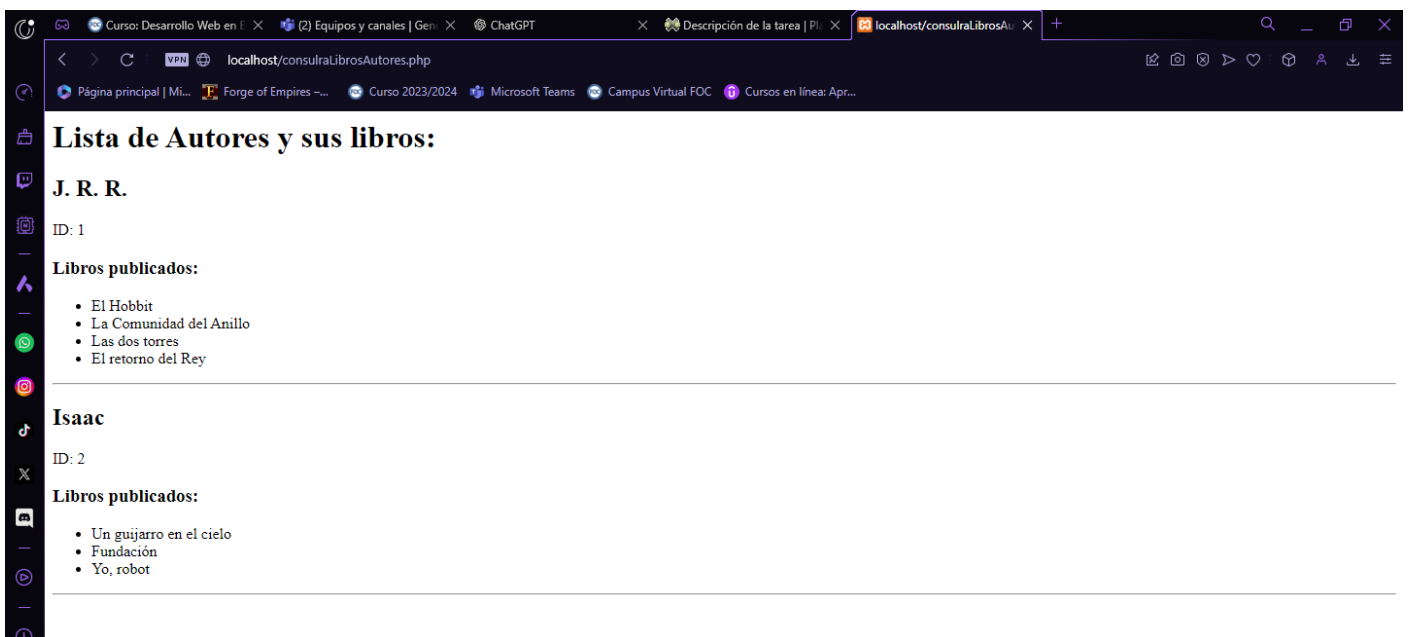 Curso: Desarrollo Web en E
(2) Equipos y canales | Gen
ChatGPT
Descripción de la tarea | Pl
localhost/consulraLibrosAu
VPN
localhost/consulraLibrosAutores.php
Página principal | Mi...
Forge of Empires –...
Curso 2023/2024
Microsoft Teams
Campus Virtual FOC
Cursos en línea: Apr...
Lista de Autores y sus libros:
J. R. R.
ID: 1
Libros publicados:
El Hobbit
La Comunidad del Anillo
Las dos torres
El retorno del Rey
Isaac
ID: 2
Libros publicados:
Un guijarro en el cielo
Fundación
Yo, robot